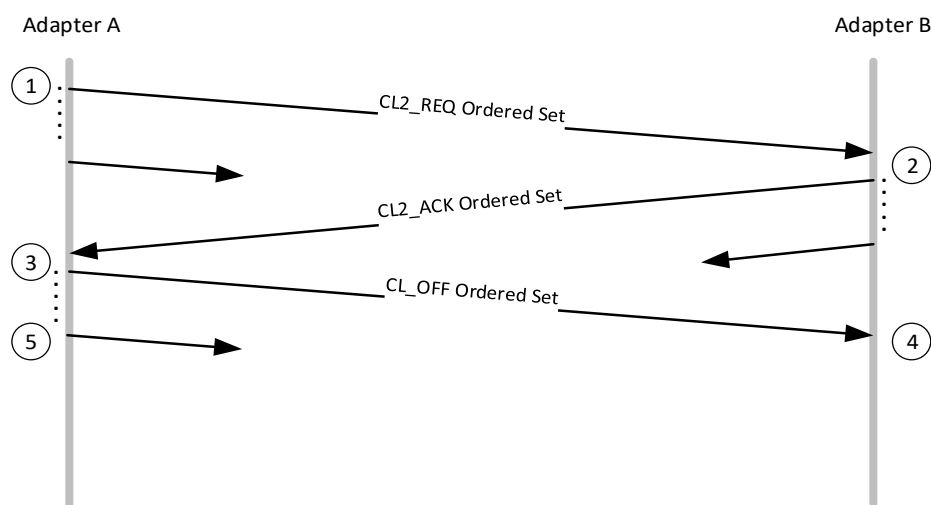 Adapter A
Adapter B
1
CL2_REQ Ordered Set
2
CL2_ACK Ordered Set
3
CL_OFF Ordered Set
5
4